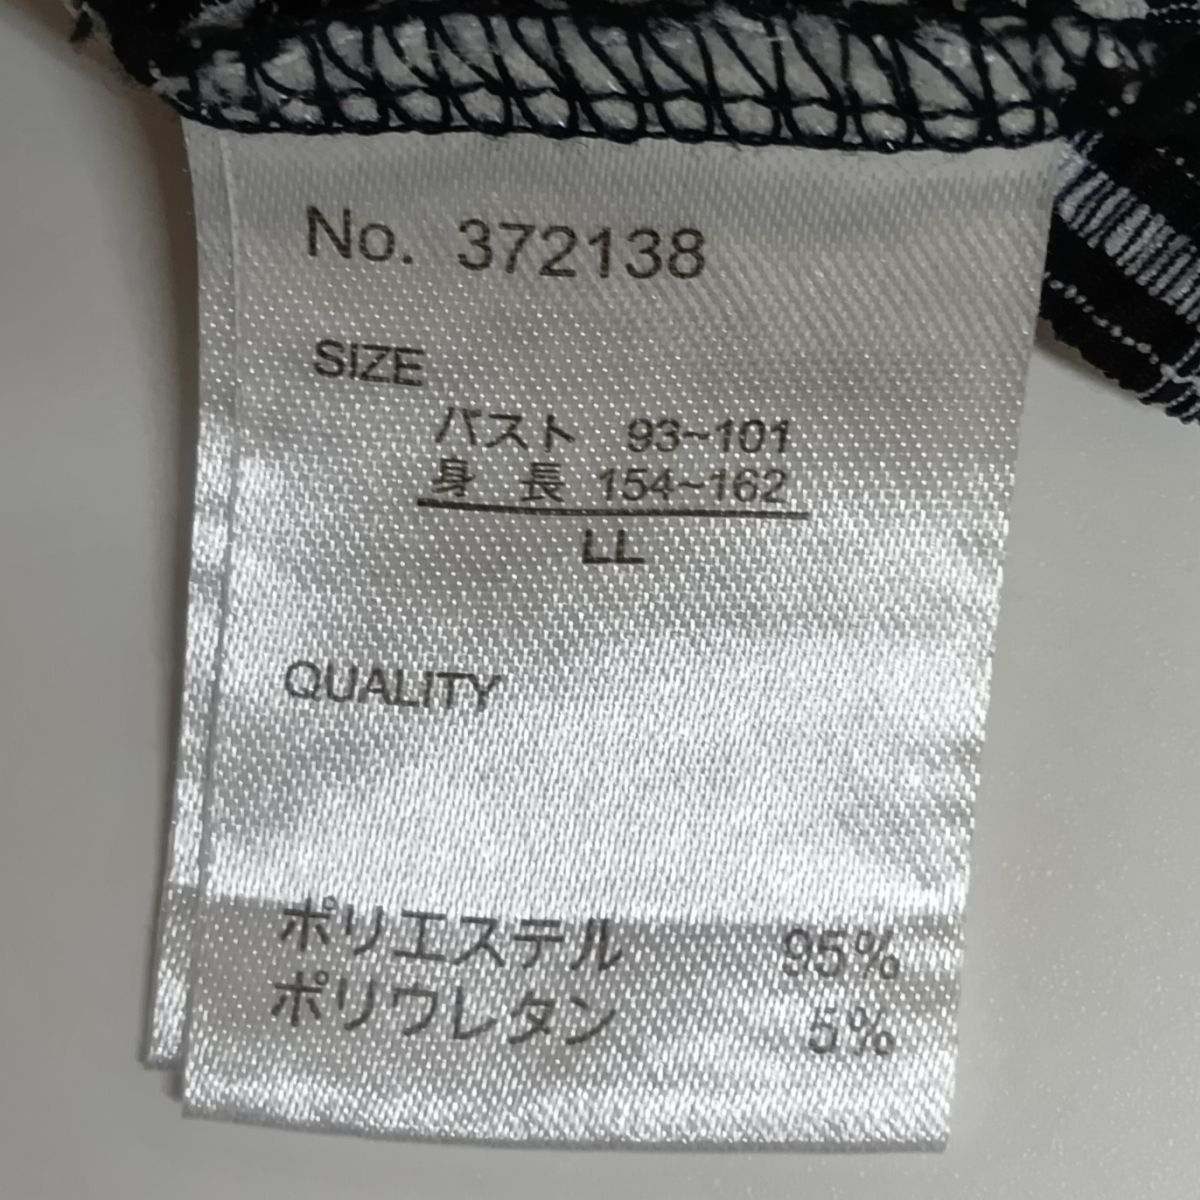 No. 372138
SIZE
バスト 93~101
身 長 154~162
LL
QUALITY
ポリエステル 95%
ポリウレタン 5%